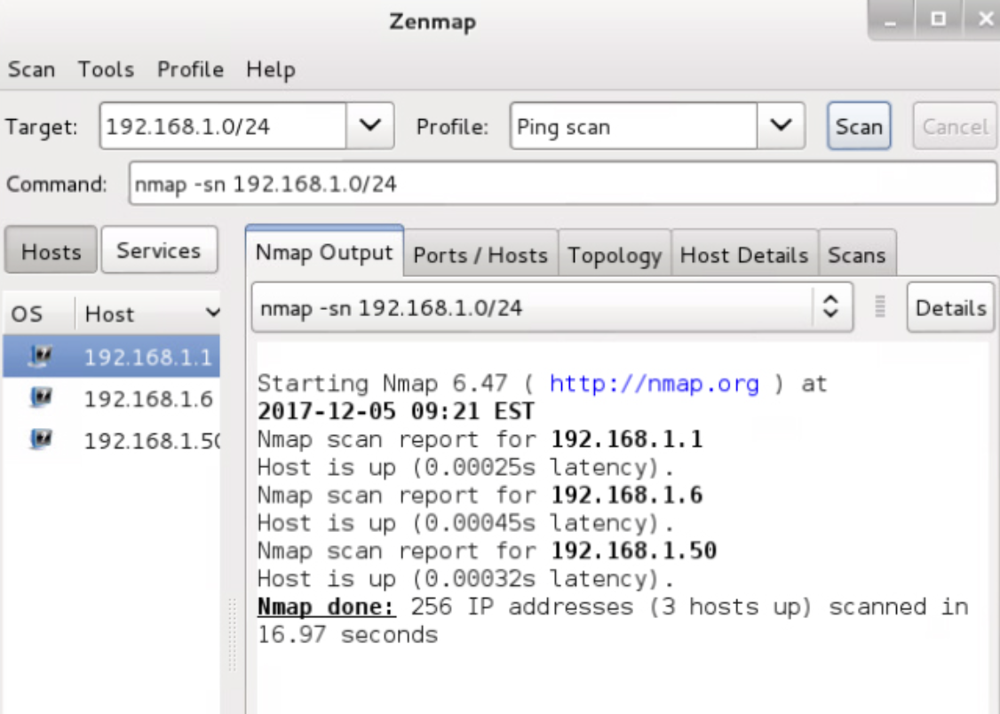 Zenmap
Scan Tools Profile Help
Target: 192.168.1.0/24 Profile: Ping scan Scan Cancel
Command: nmap -sn 192.168.1.0/24
Hosts Services
Nmap Output Ports / Hosts Topology Host Details Scans
OS Host
nmap -sn 192.168.1.0/24 Details
192.168.1.1
192.168.1.6
192.168.1.50
Starting Nmap 6.47 ( http://nmap.org ) at
2017-12-05 09:21 EST
Nmap scan report for 192.168.1.1
Host is up (0.00025s latency).
Nmap scan report for 192.168.1.6
Host is up (0.00045s latency).
Nmap scan report for 192.168.1.50
Host is up (0.00032s latency).
Nmap done: 256 IP addresses (3 hosts up) scanned in
16.97 seconds